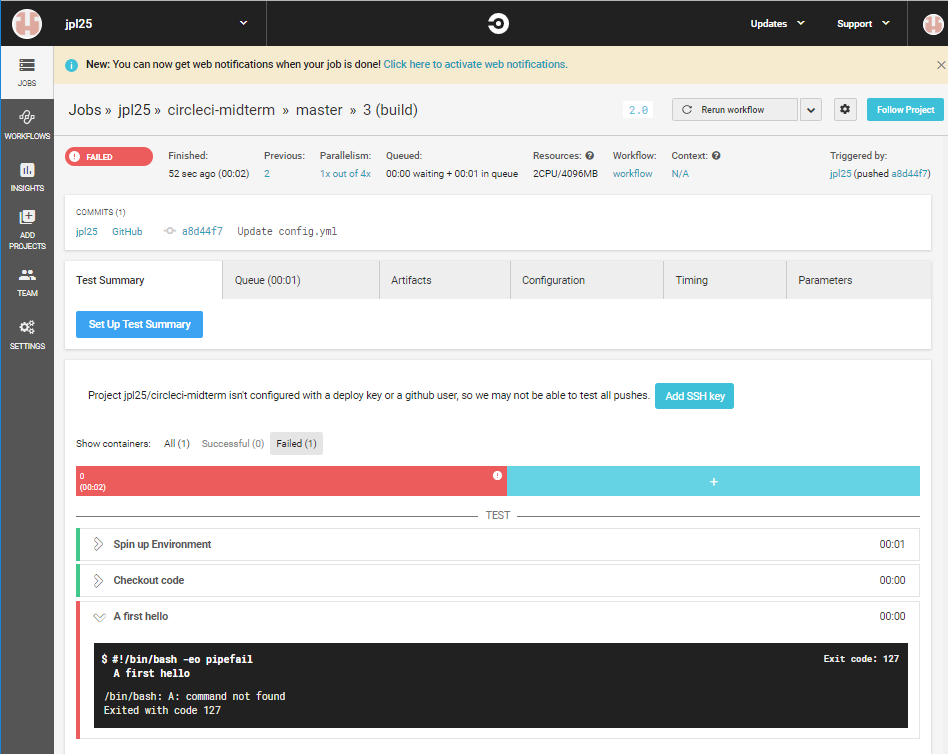 jpl25
Updates
Support
JOBS
WORKFLOWS
INSIGHTS
ADD
PROJECTS
TEAM
SETTINGS
New: You can now get web notifications when your job is done! Click here to activate web notifications.
Jobs » jpl25 » circleci-midterm » master » 3 (build)
2.0
Rerun workflow
Follow Project
FAILED
Finished:
52 sec ago (00:02)
Previous:
2
Parallelism:
1x out of 4x
Queued:
00:00 waiting + 00:01 in queue
Resources:
2CPU/4096MB
Workflow:
workflow
Context:
N/A
Triggered by:
jpl25 (pushed a8d44f7)
COMMITS (1)
jpl25 GitHub a8d44f7 Update config.yml
Test Summary
Queue (00:01)
Artifacts
Configuration
Timing
Parameters
Set Up Test Summary
Project jpl25/circleci-midterm isn't configured with a deploy key or a github user, so we may not be able to test all pushes.
Add SSH key
Show containers: All (1) Successful (0) Failed (1)
0
(00:02)
+
TEST
Spin up Environment 00:01
Checkout code 00:00
A first hello 00:00
$ #!/bin/bash -eo pipefail
Exit code: 127
A first hello
/bin/bash: A: command not found
Exited with code 127